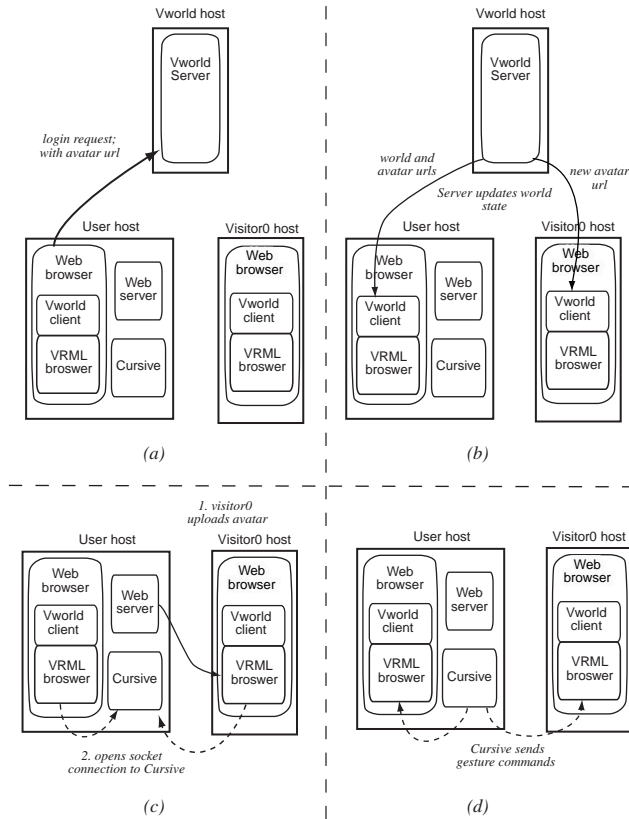 Vworld host
Vworld
Server
login request;
with avatar url
User host
Visitor0 host
Web
browser
Web
server
Web
browser
Vworld
client
Vworld
client
VRML
broswer
Cursive
VRML
broswer
(a)
Vworld host
Vworld
Server
world and
avatar urls
new avatar
url
Server updates world
state
User host
Visitor0 host
Web
browser
Web
server
Web
browser
Vworld
client
Vworld
client
VRML
broswer
Cursive
VRML
broswer
(b)
1. visitor0
uploads avatar
User host
Visitor0 host
Web
browser
Web
server
Web
browser
Vworld
client
Vworld
client
VRML
broswer
Cursive
VRML
broswer
2. opens socket
connection to Cursive
(c)
User host
Visitor0 host
Web
browser
Web
server
Web
browser
Vworld
client
Vworld
client
VRML
broswer
Cursive
VRML
broswer
Cursive sends
gesture commands
(d)